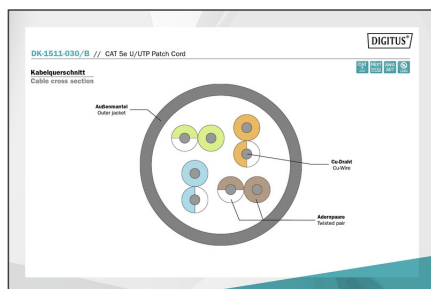 DIGITUS®
DK-1511-030/B // CAT 5e U/UTP Patch Cord
Kabelquerschnitt
Cable cross section
Außenmantel
Outer jacket
Cu-Draht
Cu-Wire
Adernpaare
Twisted pair